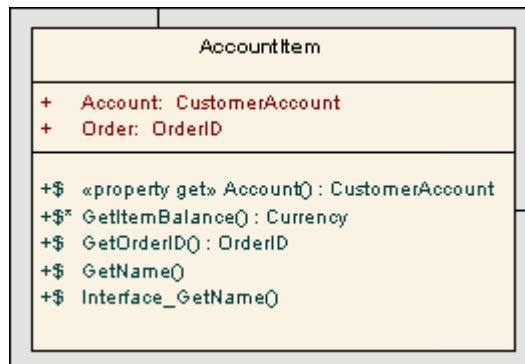 AccountItem
+ Account: CustomerAccount
+ Order: OrderID
+$ «property get» Account() : CustomerAccount
+$* GetItemBalance() : Currency
+$ GetOrderID() : OrderID
+$ GetName()
+$ Interface_GetName()